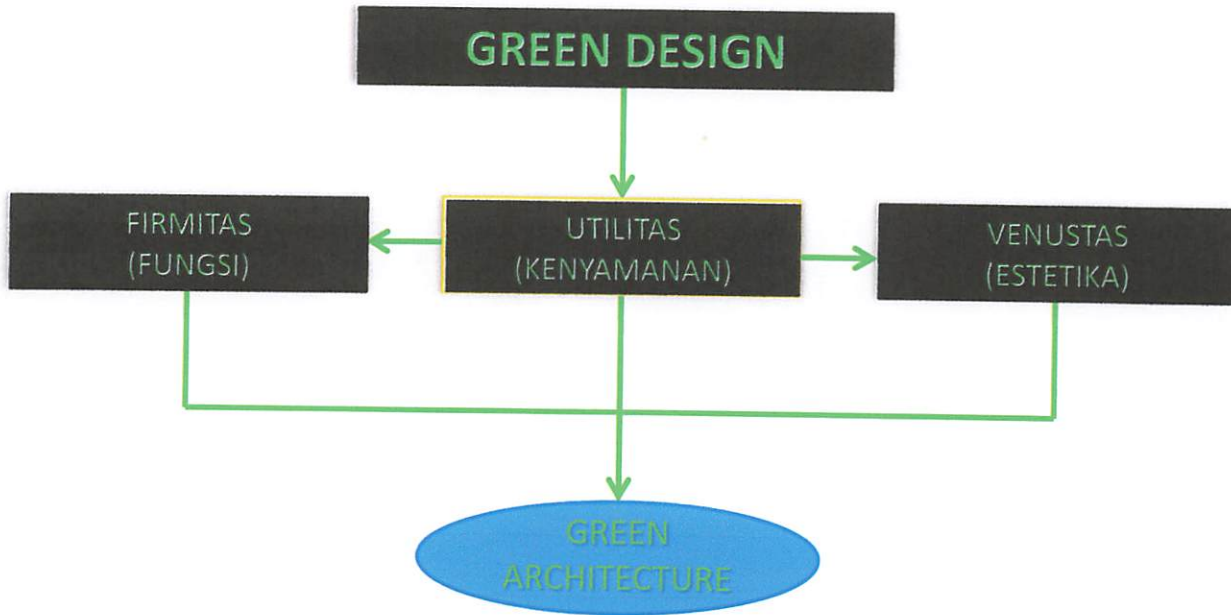 GREEN DESIGN
FIRMITAS
(FUNGSI)
UTILITAS
(KENYAMANAN)
VENUSTAS
(ESTETIKA)
GREEN
ARCHITECTURE